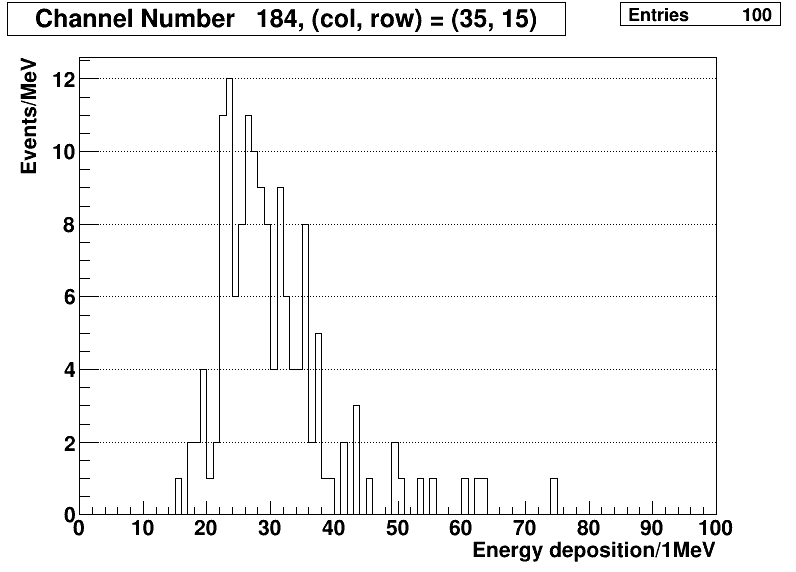 Channel Number 184, (col, row) = (35, 15)
Entries 100
Events/MeV
12
10
8
6
4
2
0
0 10 20 30 40 50 60 70 80 90 100
Energy deposition/1MeV